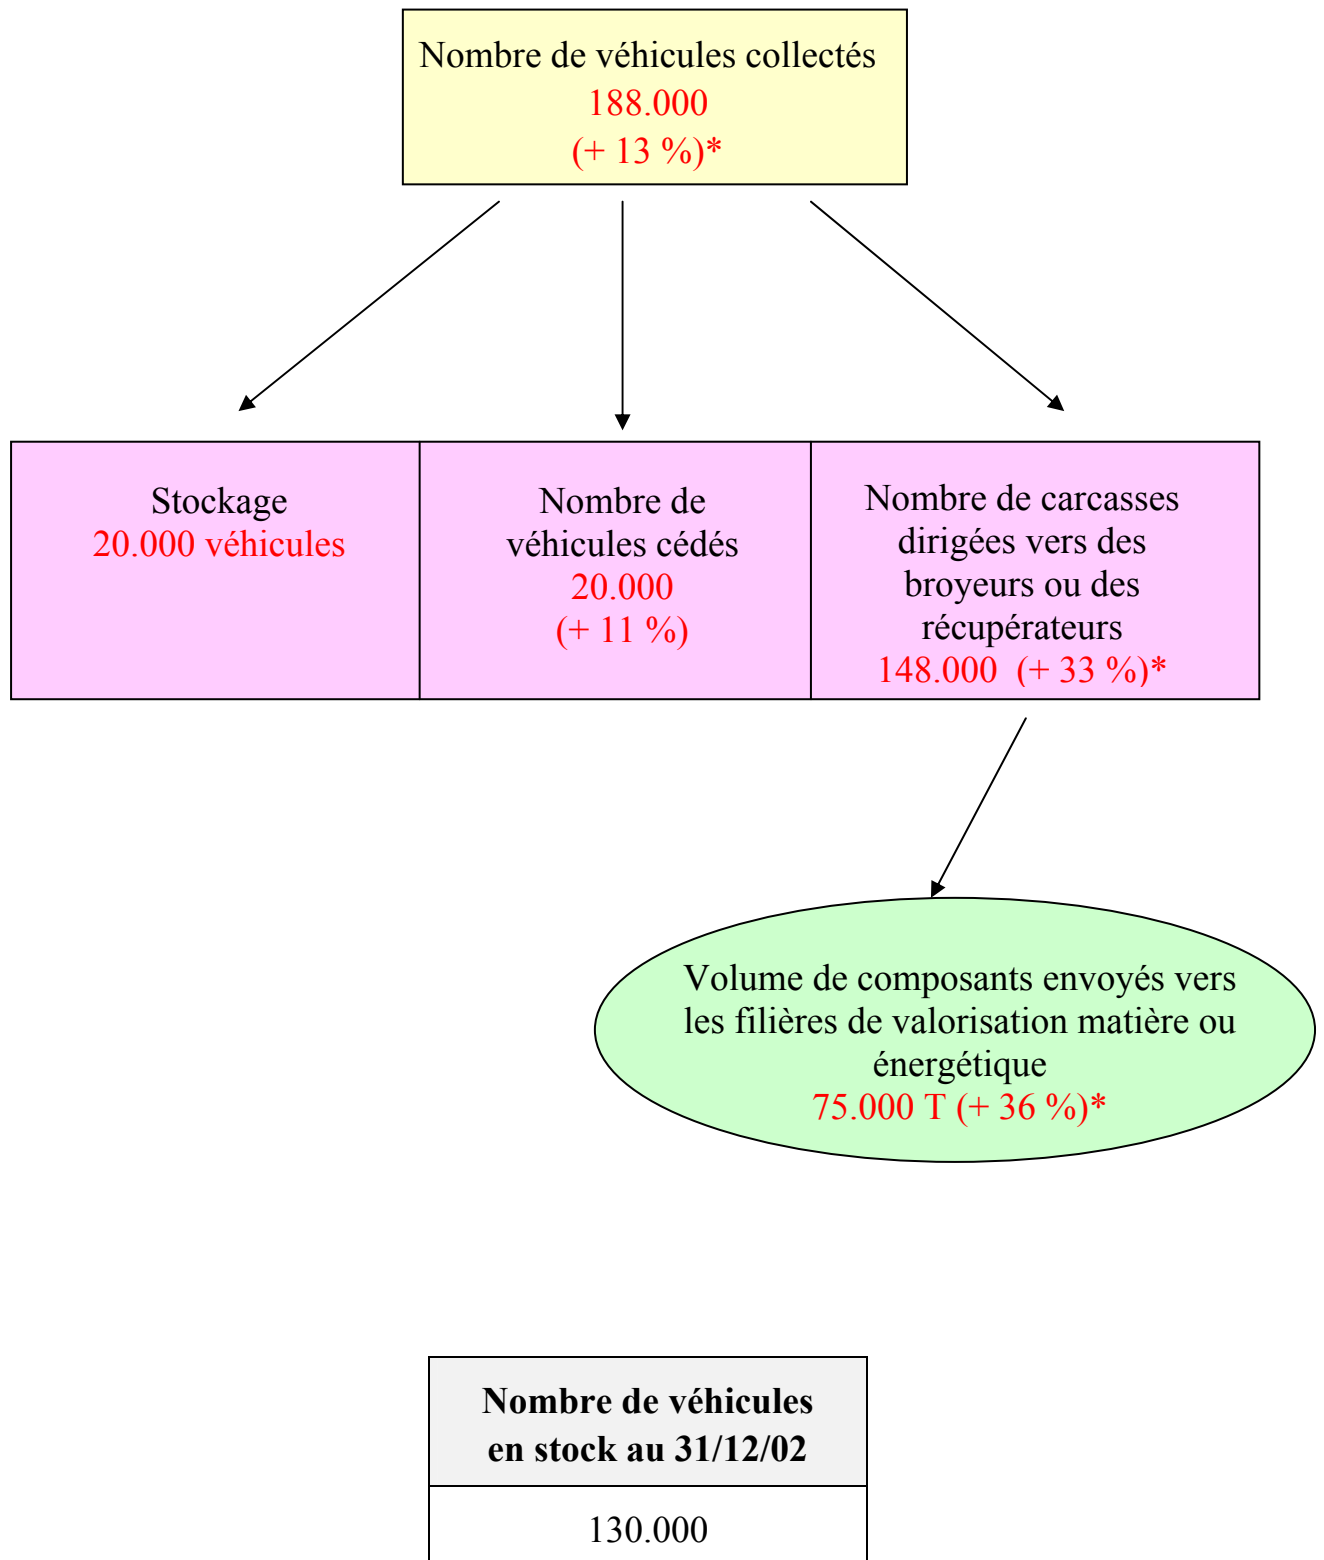 Nombre de véhicules collectés
188.000
(+ 13 %)*
Stockage
20.000 véhicules
Nombre de
véhicules cédés
20.000
(+ 11 %)
Nombre de carcasses
dirigées vers des
broyeurs ou des
récupérateurs
148.000 (+ 33 %)*
Volume de composants envoyés vers
les filières de valorisation matière ou
énergétique
75.000 T (+ 36 %)*
Nombre de véhicules
en stock au 31/12/02
130.000